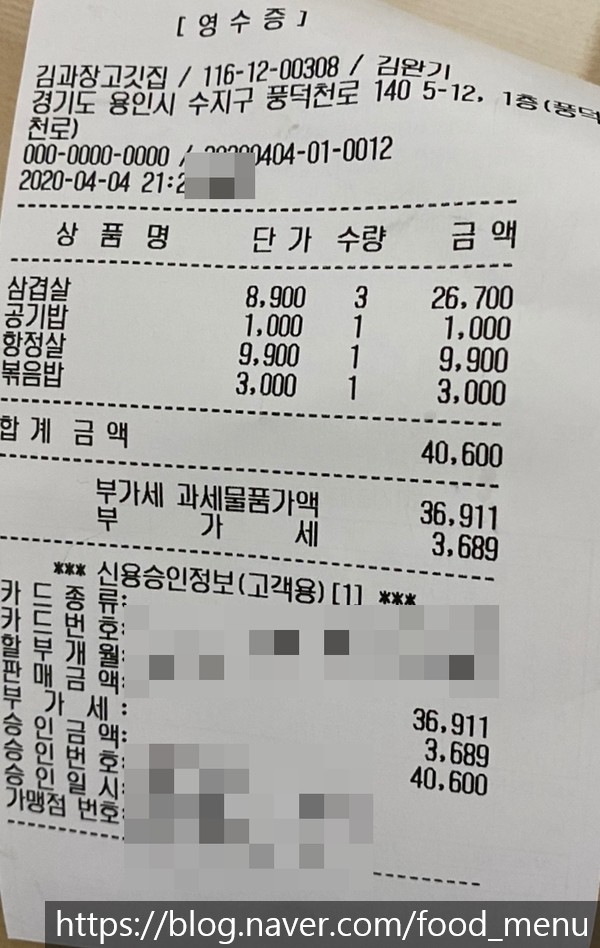 [ 영 수 증 ]
김과장고깃집 / 116-12-00308 / 김완기
경기도 용인시 수지구 풍덕천로 140 5-12, 1층(풍덕
천로)
000-0000-0000 / 0404-01-0012
2020-04-04 21:2
상 품 명 단 가 수량 금 액
삼겹살 8,900 3 26,700
공기밥 1,000 1 1,000
항정살 9,900 1 9,900
볶음밥 3,000 1 3,000
합 계 금 액 40,600
부가세 과세물품가액 36,911
부 가 세 3,689
*** 신용승인정보(고객용) [1] ***
카 드 종 류:
카 드 번 호:
할 부 개 월:
판 매 금 액: 36,911
부 가 세 : 3,689
승 인 금 액: 40,600
승 인 번 호:
승 인 일 시:
가맹점 번호:
https://blog.naver.com/food_menu